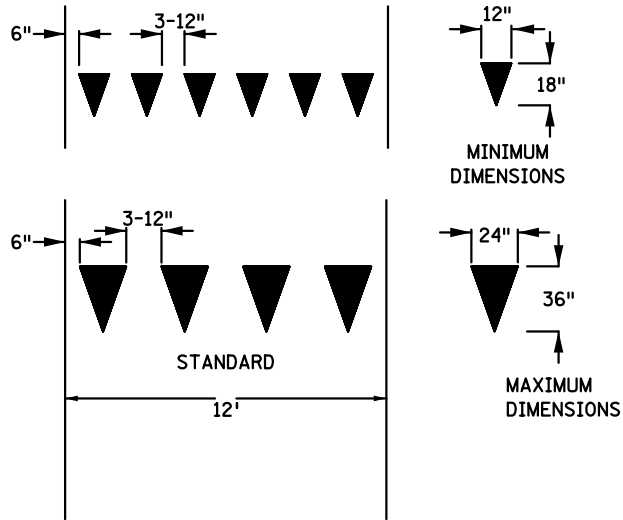 6" 3-12" 12"
18"
MINIMUM
DIMENSIONS
6" 3-12" 24"
36"
STANDARD
12'
MAXIMUM
DIMENSIONS